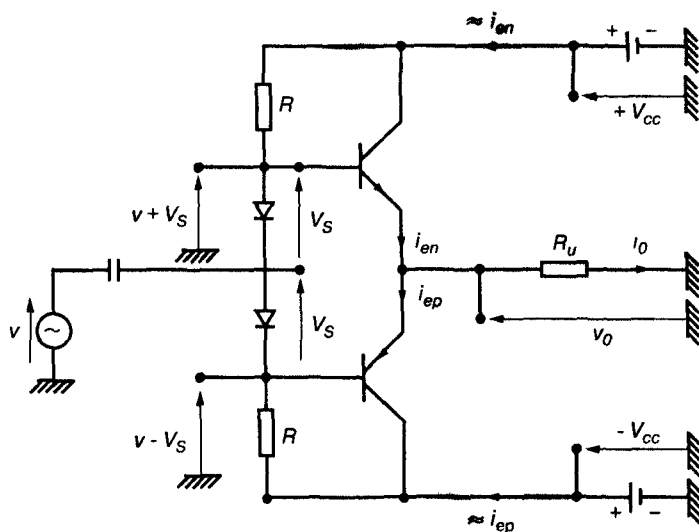 ≈ i_en
+ -
+ V_cc
R
v + V_S
V_S
i_en
R_u
i_0
i_ep
v
V_S
v_0
v - V_S
R
- V_cc
+ -
≈ i_ep